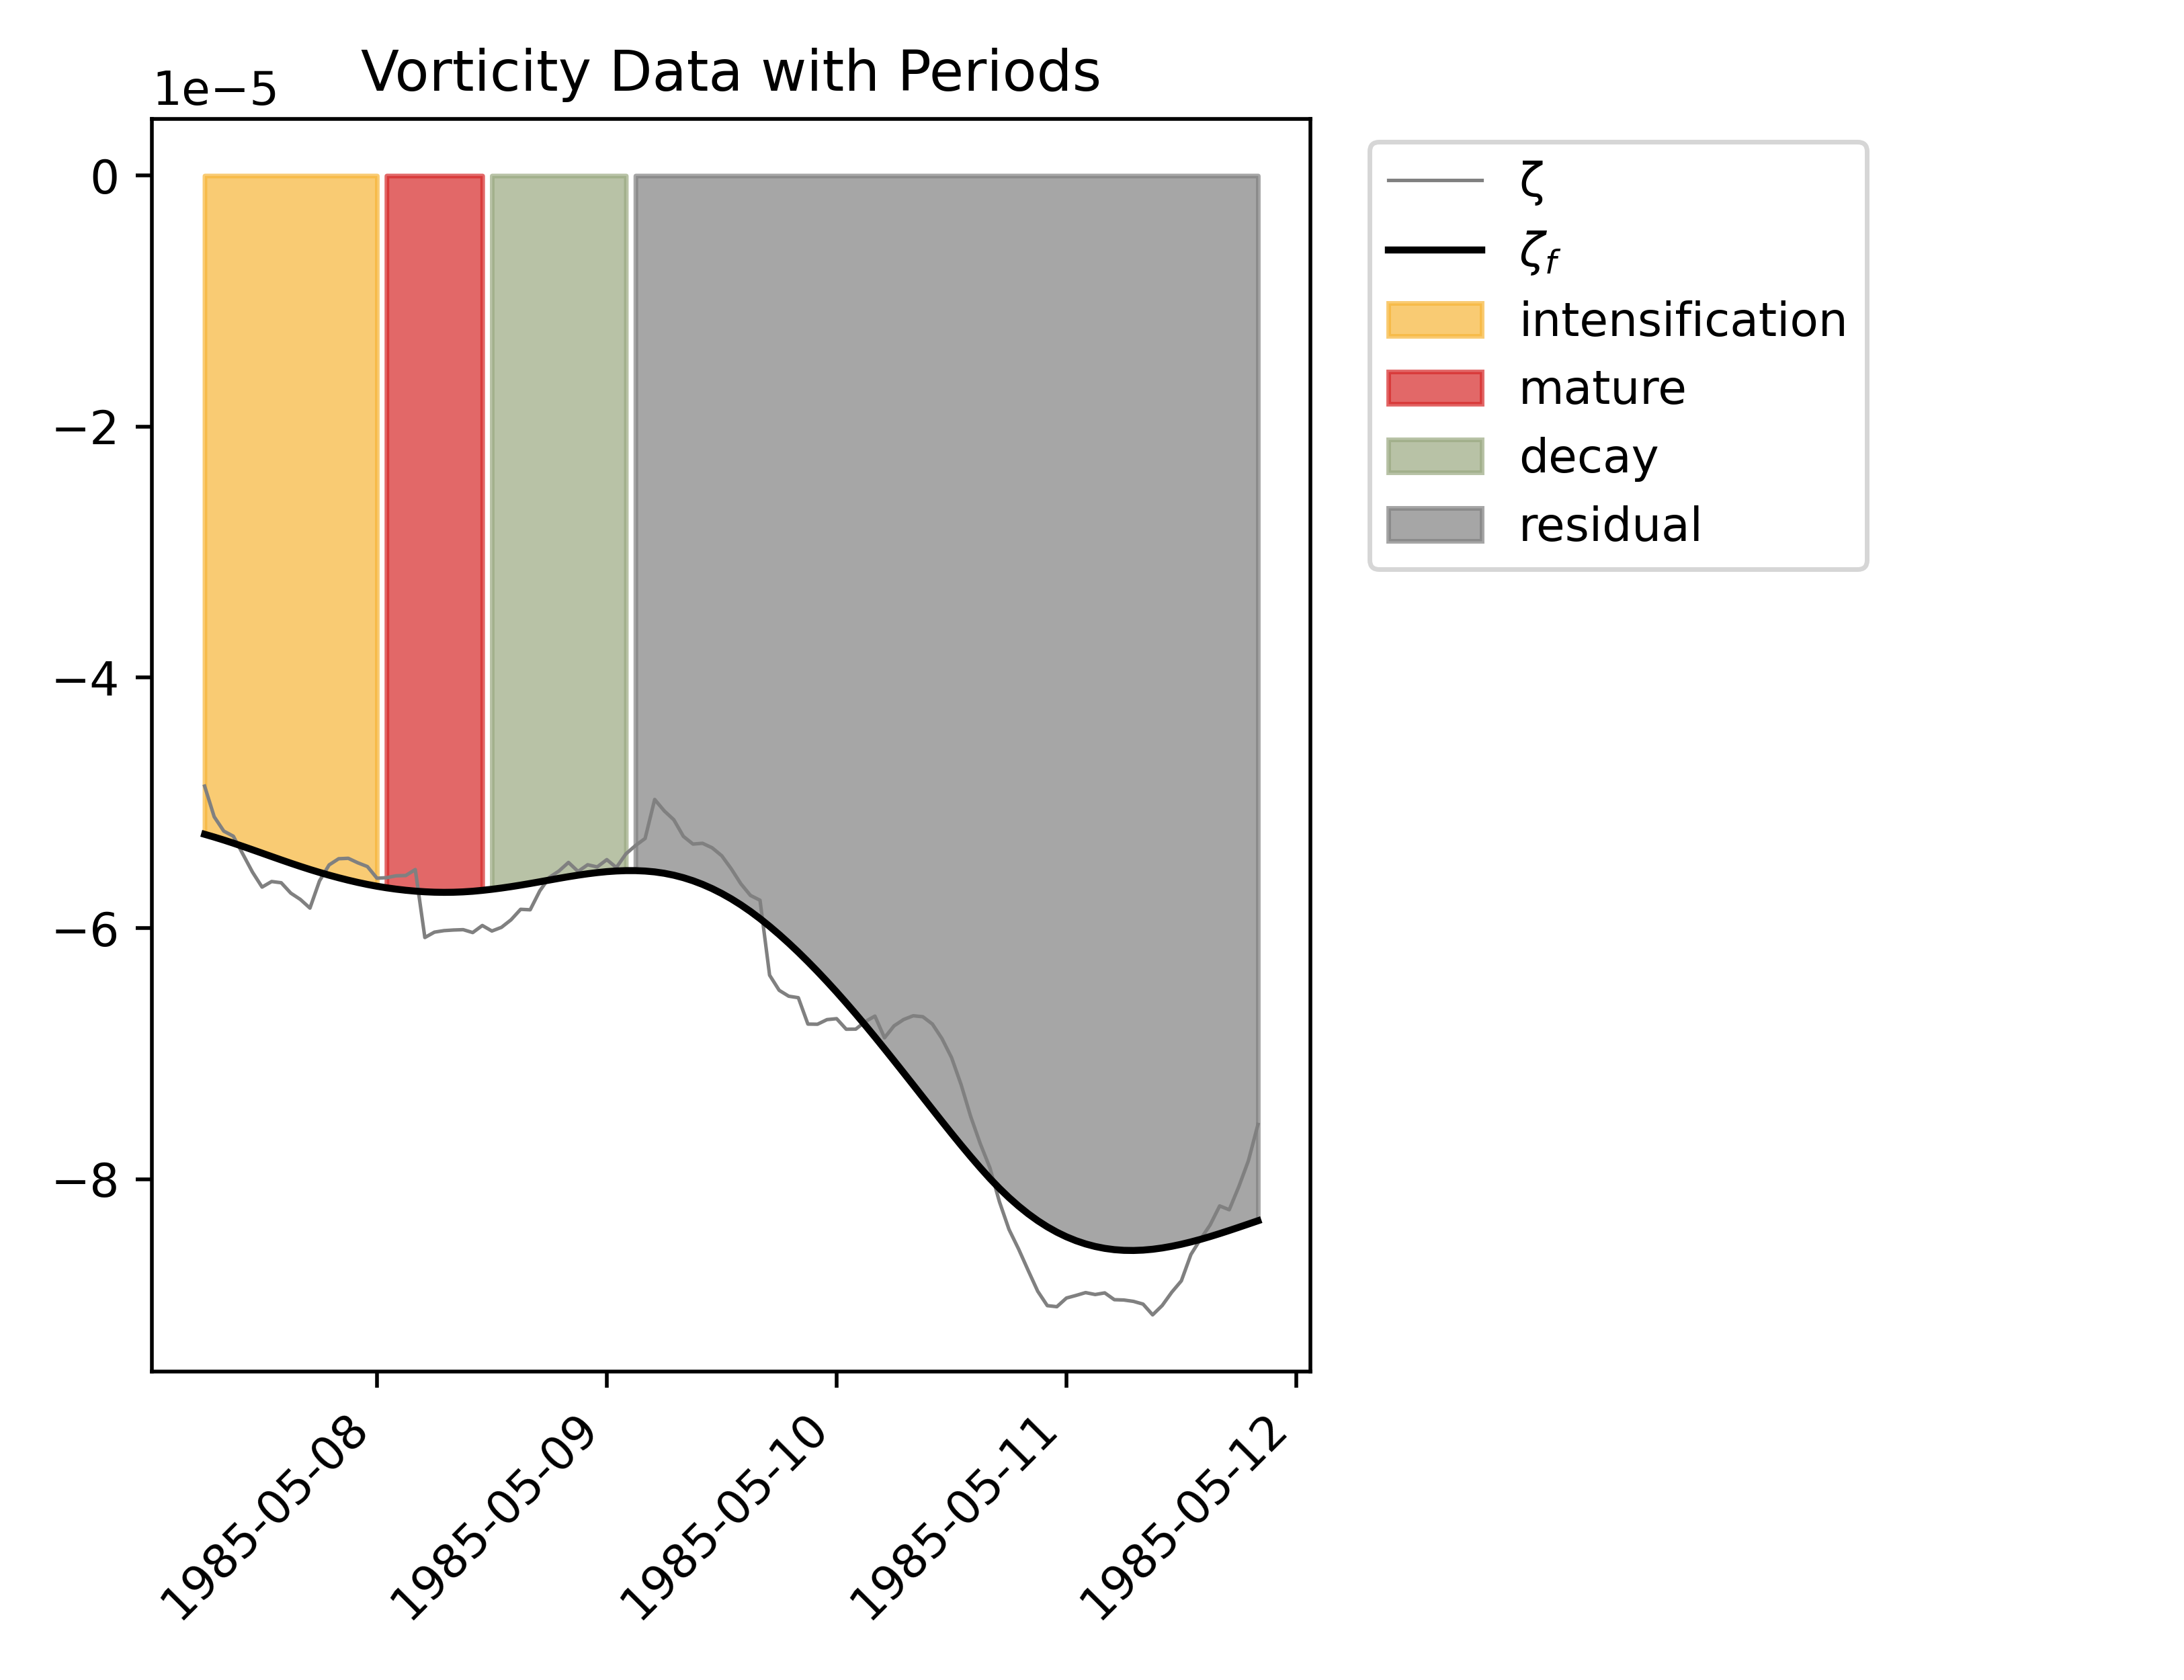 Vorticity Data with Periods
1e−5
0
−2
−4
−6
−8
1985-05-08
1985-05-09
1985-05-10
1985-05-11
1985-05-12
ζ
ζf
intensification
mature
decay
residual